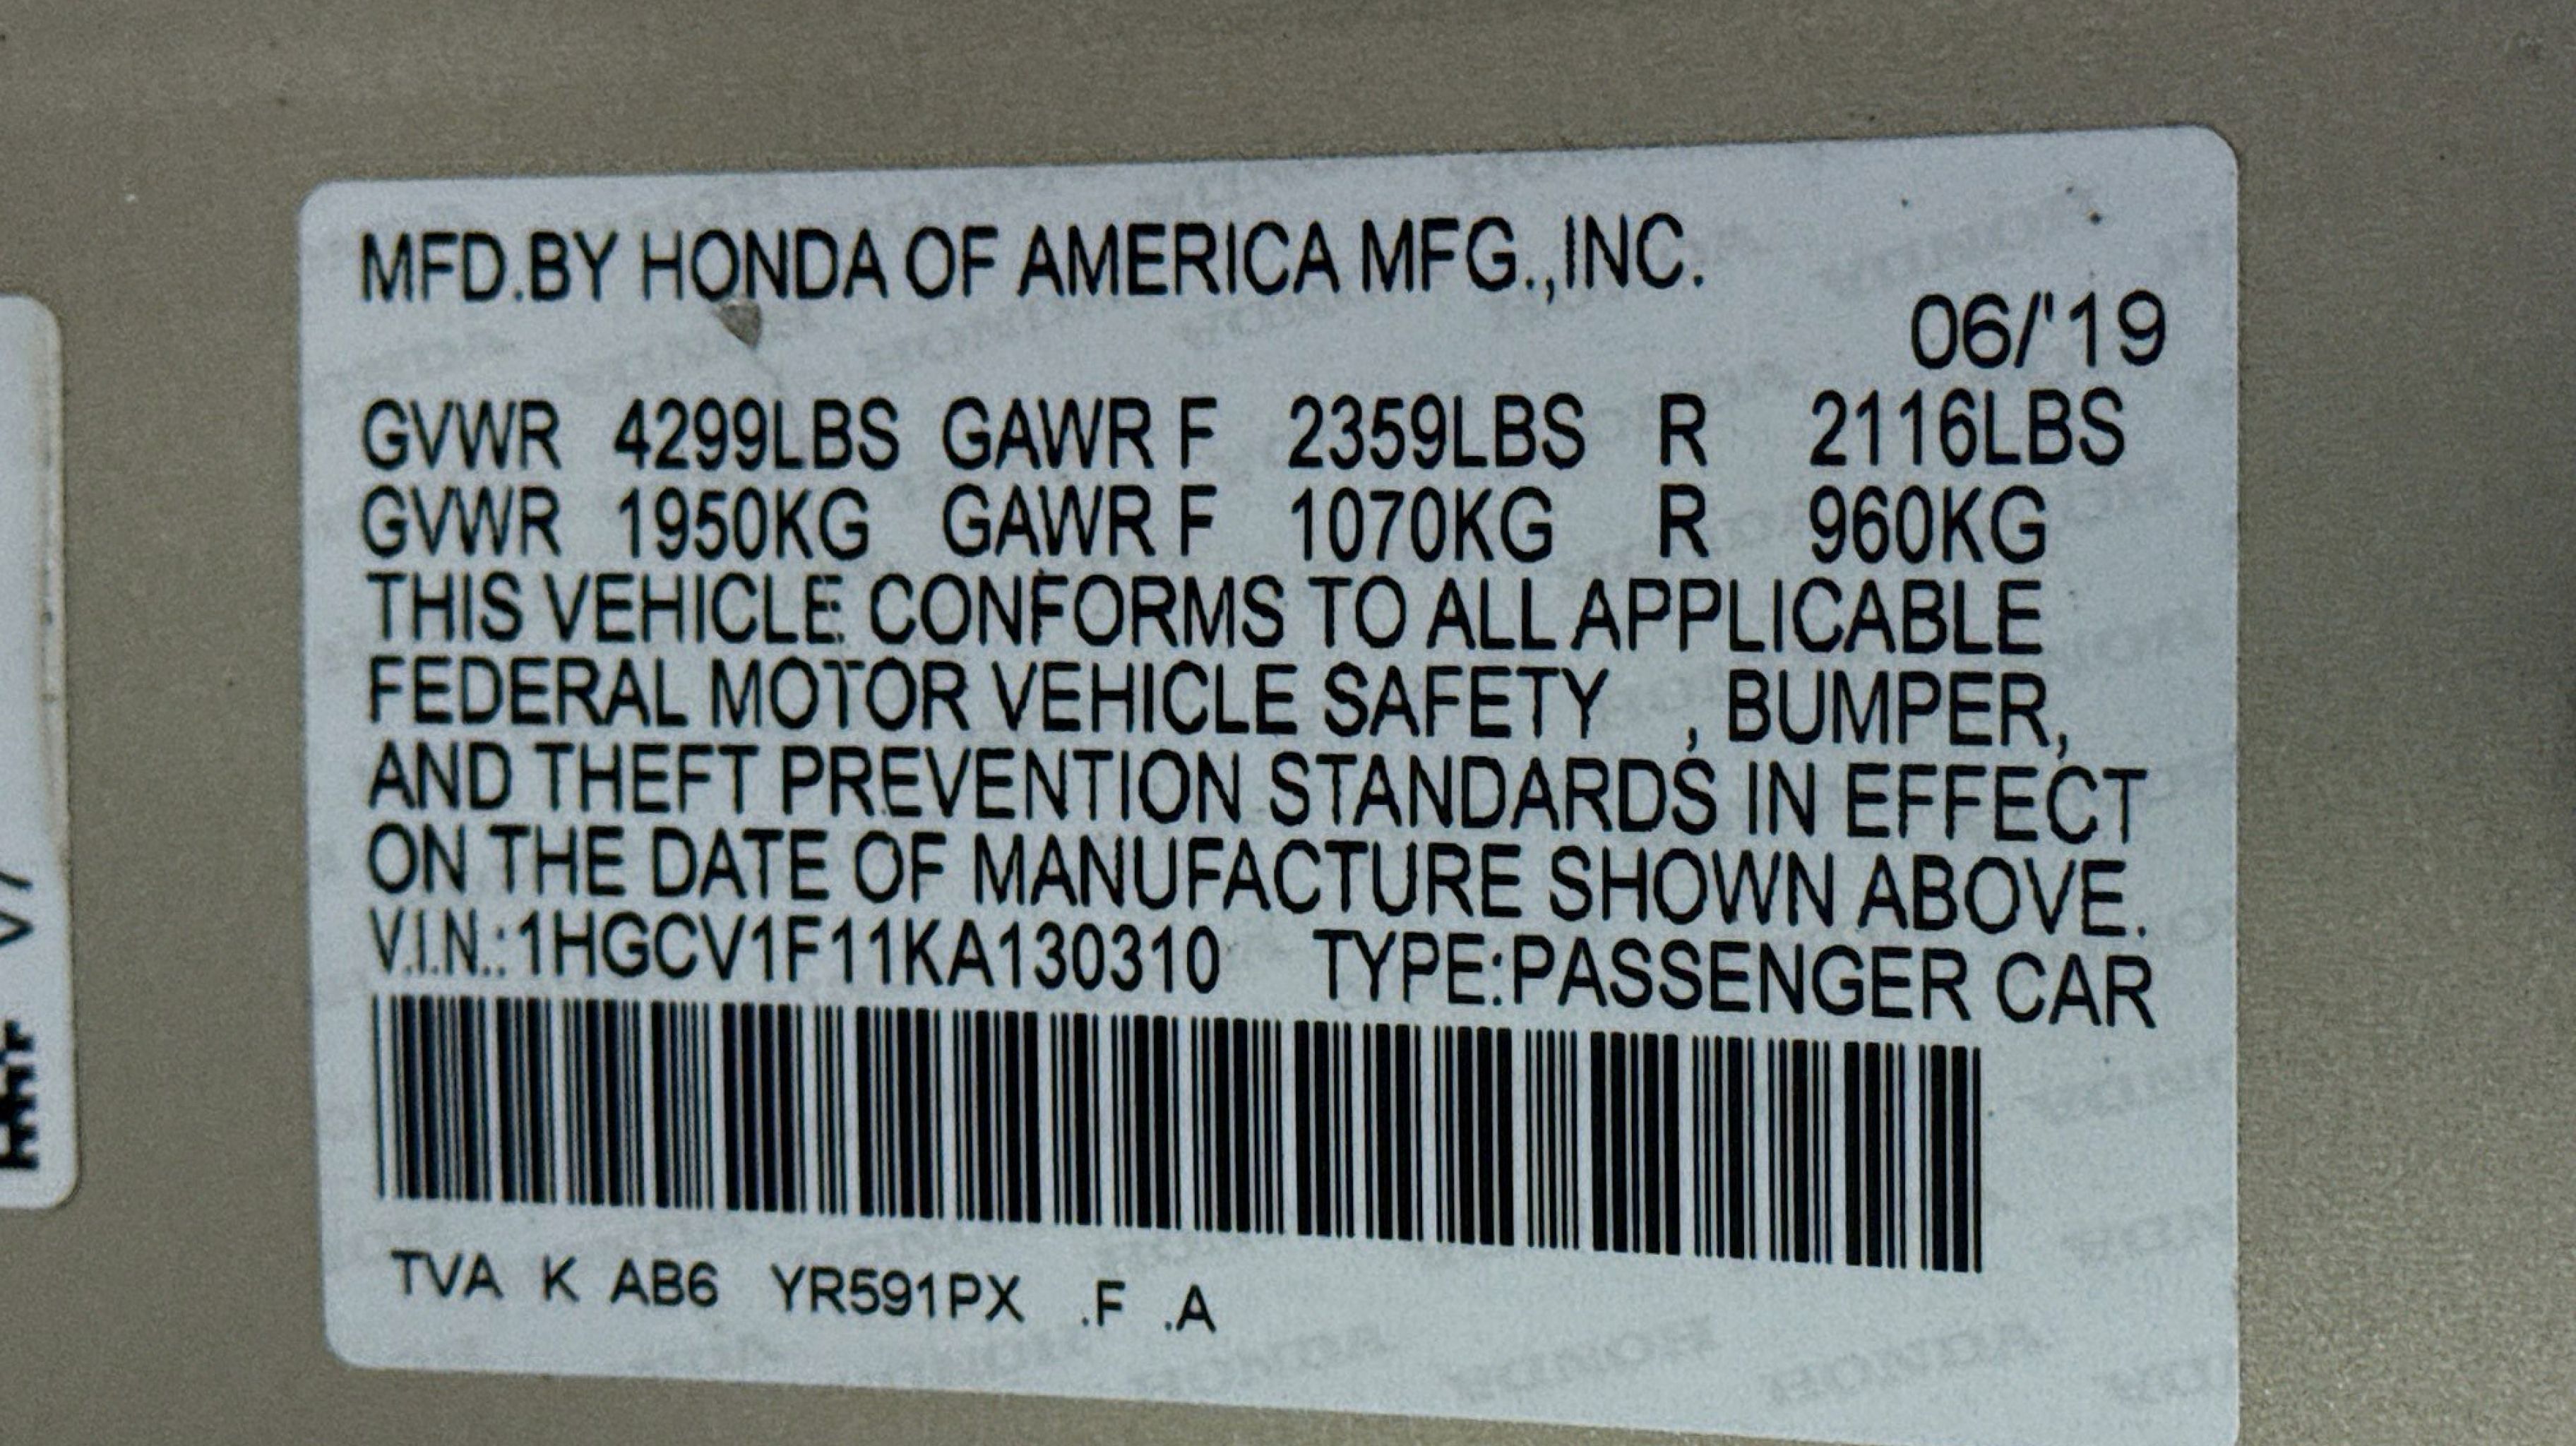 MFD.BY HONDA OF AMERICA MFG.,INC.
06/'19
GVWR 4299LBS GAWR F 2359LBS R 2116LBS
GVWR 1950KG GAWR F 1070KG R 960KG
THIS VEHICLE CONFORMS TO ALL APPLICABLE
FEDERAL MOTOR VEHICLE SAFETY , BUMPER,
AND THEFT PREVENTION STANDARDS IN EFFECT
ON THE DATE OF MANUFACTURE SHOWN ABOVE.
V.I.N.:1HGCV1F11KA130310 TYPE:PASSENGER CAR
TVA K AB6 YR591PX .F .A